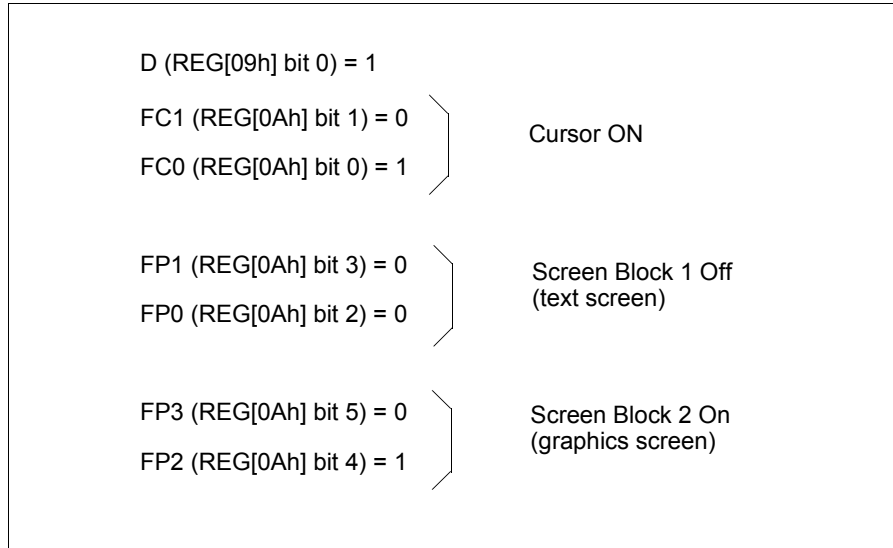 D (REG[09h] bit 0) = 1
FC1 (REG[0Ah] bit 1) = 0
FC0 (REG[0Ah] bit 0) = 1
Cursor ON
FP1 (REG[0Ah] bit 3) = 0
FP0 (REG[0Ah] bit 2) = 0
Screen Block 1 Off
(text screen)
FP3 (REG[0Ah] bit 5) = 0
FP2 (REG[0Ah] bit 4) = 1
Screen Block 2 On
(graphics screen)